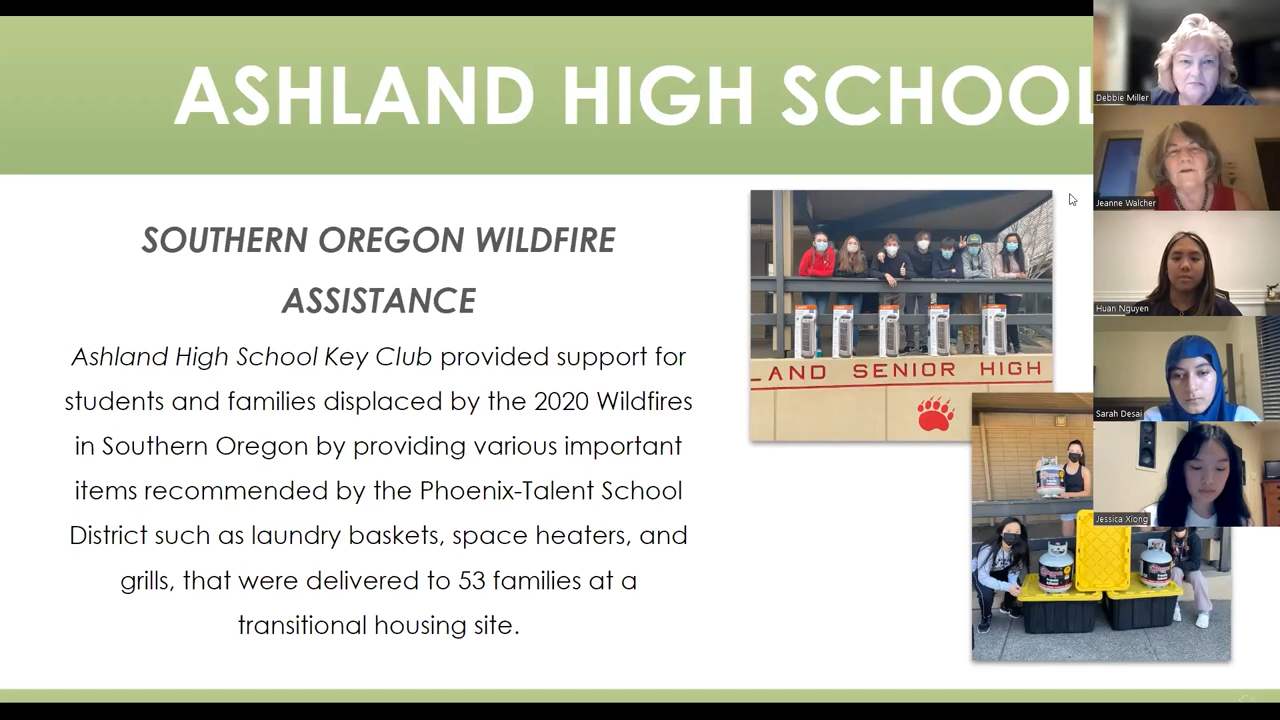 ASHLAND HIGH SCHOOL
SOUTHERN OREGON WILDFIRE
ASSISTANCE
Ashland High School Key Club provided support for
students and families displaced by the 2020 Wildfires
in Southern Oregon by providing various important
items recommended by the Phoenix-Talent School
District such as laundry baskets, space heaters, and
grills, that were delivered to 53 families at a
transitional housing site.
LAND SENIOR HIGH
Debbie Miller
Jeanne Walcher
Huan Nguyen
Sarah Desai
Jessica Xiong